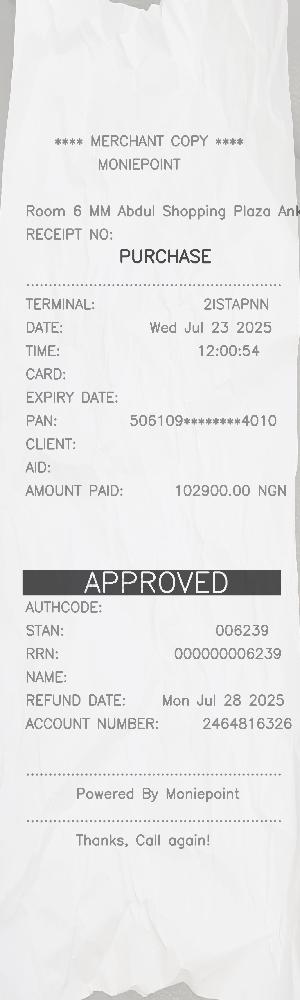 **** MERCHANT COPY ****
MONIEPOINT
Room 6 MM Abdul Shopping Plaza Ank
RECEIPT NO:
PURCHASE
TERMINAL: 2ISTAPNN
DATE: Wed Jul 23 2025
TIME: 12:00:54
CARD:
EXPIRY DATE:
PAN: 506109********4010
CLIENT:
AID:
AMOUNT PAID: 102900.00 NGN
APPROVED
AUTHCODE:
STAN: 006239
RRN: 000000006239
NAME:
REFUND DATE: Mon Jul 28 2025
ACCOUNT NUMBER: 2464816326
Powered By Moniepoint
Thanks, Call again!